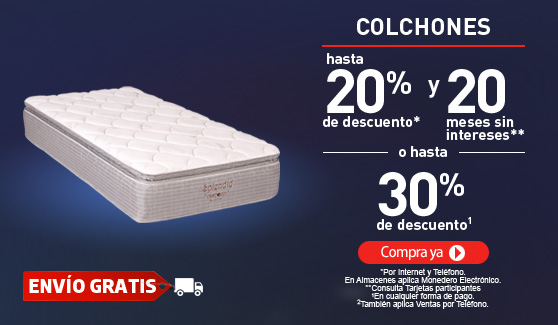 COLCHONES
hasta
20% y 20
de descuento* meses sin
intereses**
o hasta
30%
de descuento¹
Compra ya
*Por Internet y Teléfono.
En Almacenes aplica Monedero Electrónico.
**Consulta Tarjetas participantes
¹En cualquier forma de pago.
²También aplica Ventas por Teléfono.
Splendid
ENVÍO GRATIS